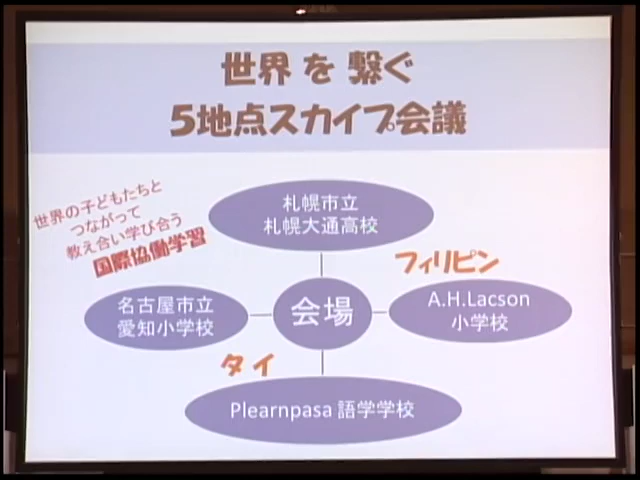 世界を繋ぐ
5地点スカイプ会議
世界の子どもたちと
つながって
教え合い学び合う
国際協働学習
札幌市立
札幌大通高校
フィリピン
名古屋市立
愛知小学校
会場
A.H.Lacson
小学校
タイ
Plearnpasa 語学学校